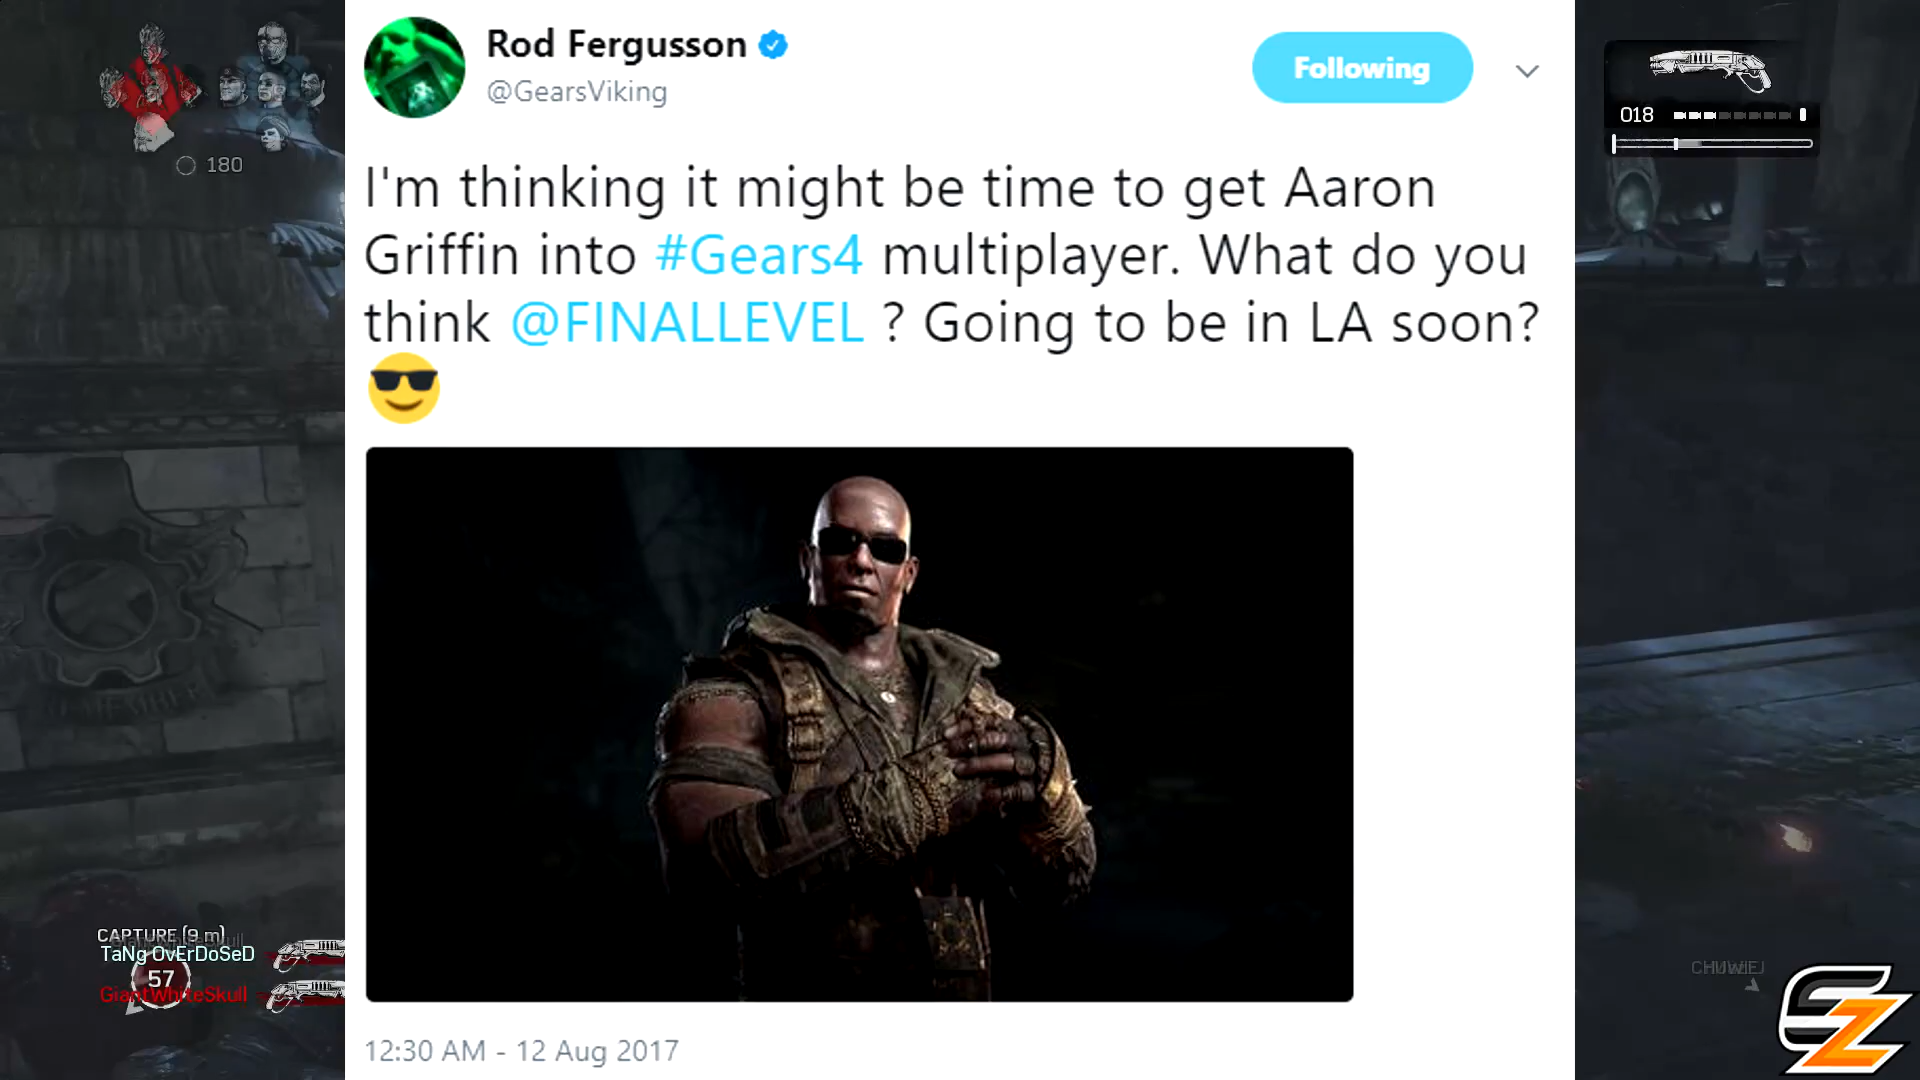 Rod Fergusson
@GearsViking
Following
I'm thinking it might be time to get Aaron
Griffin into #Gears4 multiplayer. What do you
think @FINALLEVEL ? Going to be in LA soon?
12:30 AM - 12 Aug 2017
180
018
CAPTURE (9 m)
TaNg OvErDoSeD
57
GiantWhiteSkull
SZ